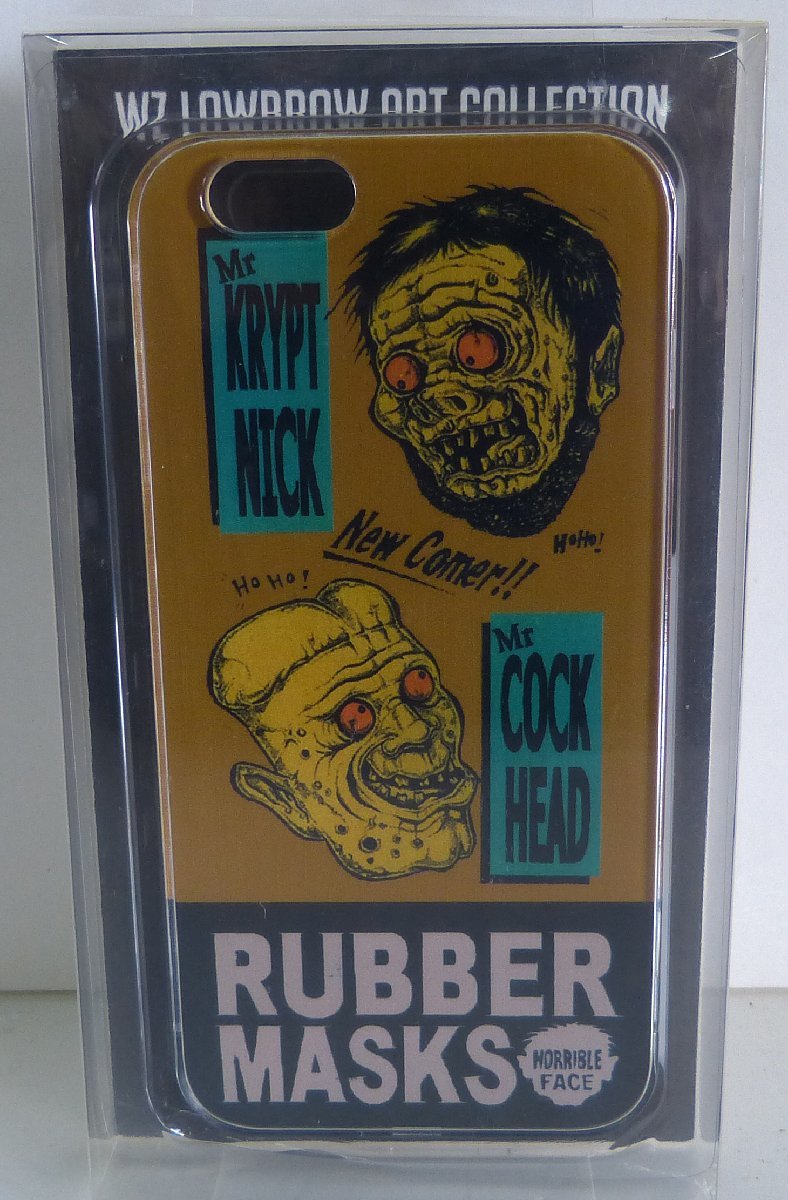 WZ LOWBROW ART COLLECTION
Mr
KRYPT
NICK
HoHo!
New Comer!!
HoHo!
Mr
COCK
HEAD
RUBBER
MASKS
HORRIBLE
FACE